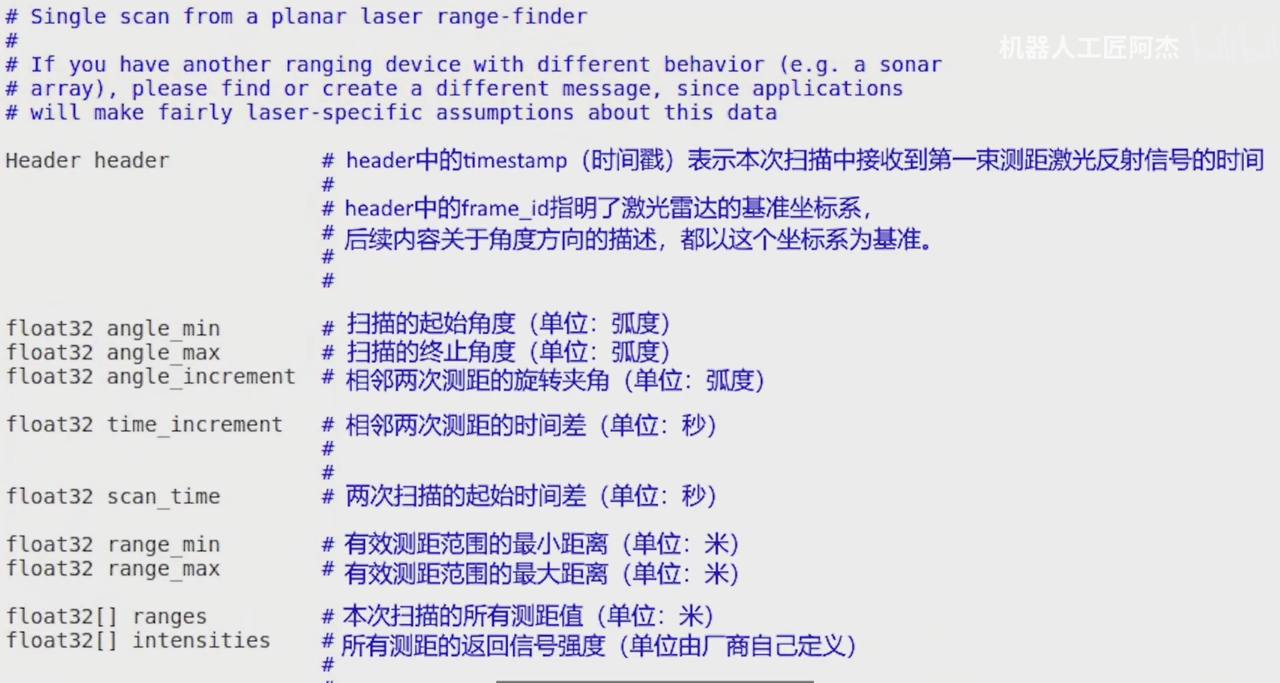 # Single scan from a planar laser range-finder
#
# If you have another ranging device with different behavior (e.g. a sonar
# array), please find or create a different message, since applications
# will make fairly laser-specific assumptions about this data
机器人工匠阿杰
Header header # header中的timestamp（时间戳）表示本次扫描中接收到第一束测距激光反射信号的时间
#
# header中的frame_id指明了激光雷达的基准坐标系，
# 后续内容关于角度方向的描述，都以这个坐标系为基准。
#
#
float32 angle_min # 扫描的起始角度（单位：弧度）
float32 angle_max # 扫描的终止角度（单位：弧度）
float32 angle_increment # 相邻两次测距的旋转夹角（单位：弧度）
float32 time_increment # 相邻两次测距的时间差（单位：秒）
#
#
float32 scan_time # 两次扫描的起始时间差（单位：秒）
float32 range_min # 有效测距范围的最小距离（单位：米）
float32 range_max # 有效测距范围的最大距离（单位：米）
float32[] ranges # 本次扫描的所有测距值（单位：米）
float32[] intensities # 所有测距的返回信号强度（单位由厂商自己定义）
#